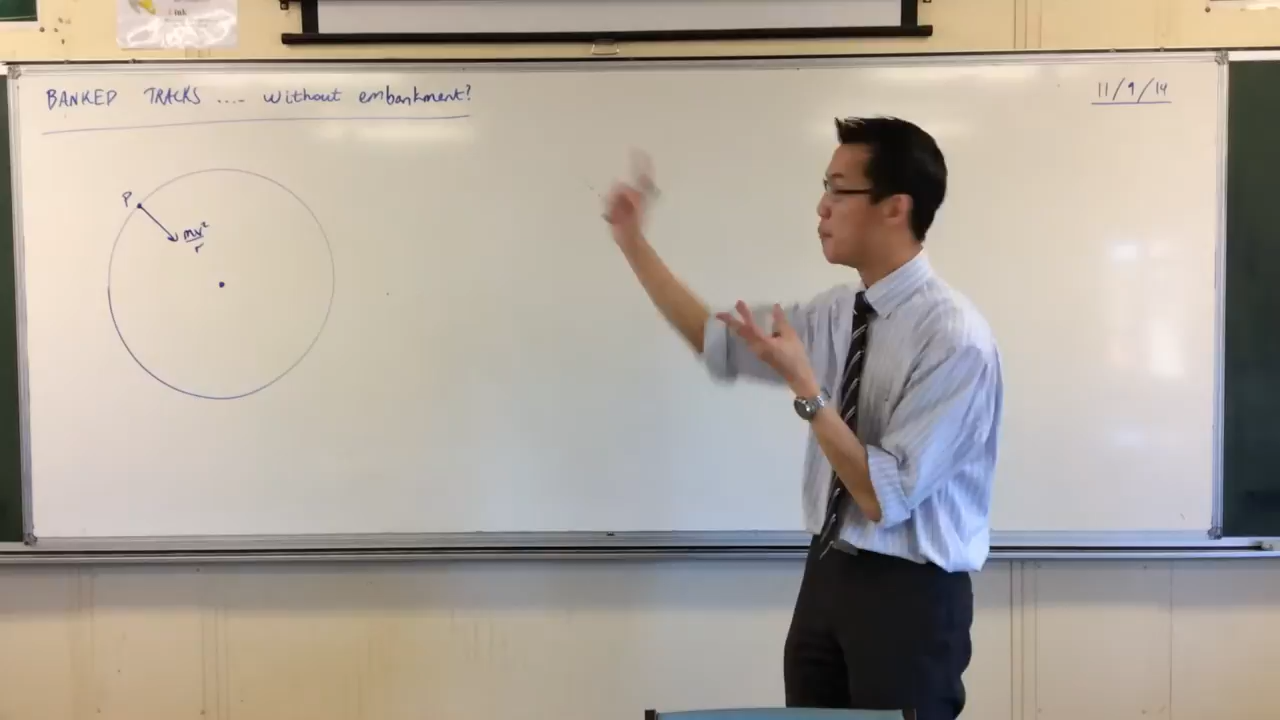 BANKED TRACKS .... without embankment?
11/9/14
P
mv²
r